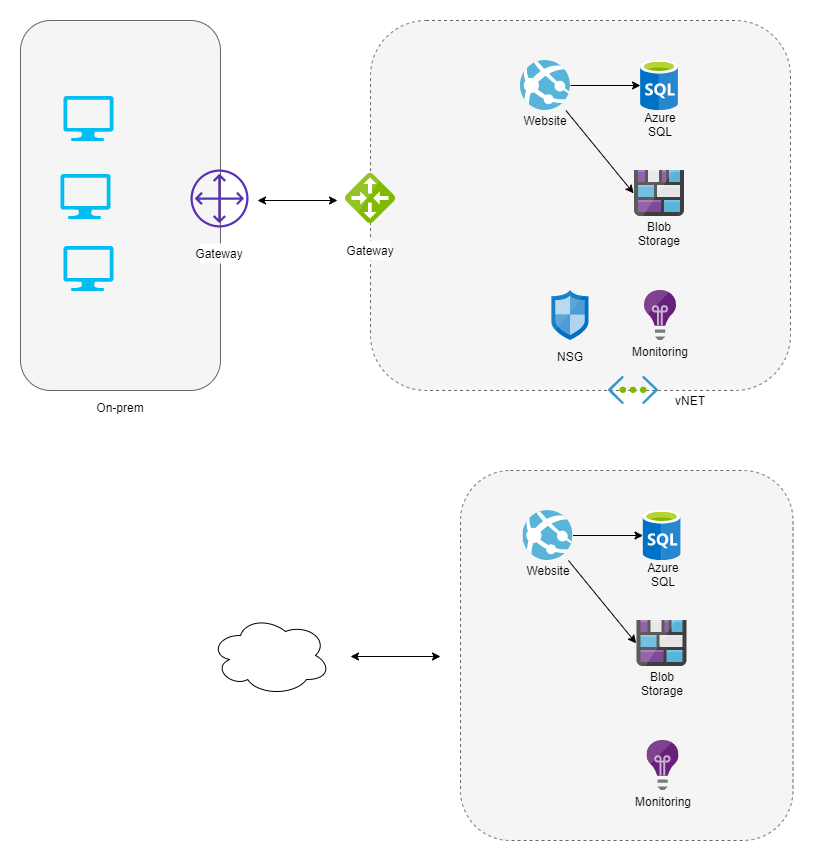 Website
SQL
Azure
SQL
Blob
Storage
Gateway
Gateway
NSG
Monitoring
On-prem
vNET
Website
SQL
Azure
SQL
Blob
Storage
Monitoring